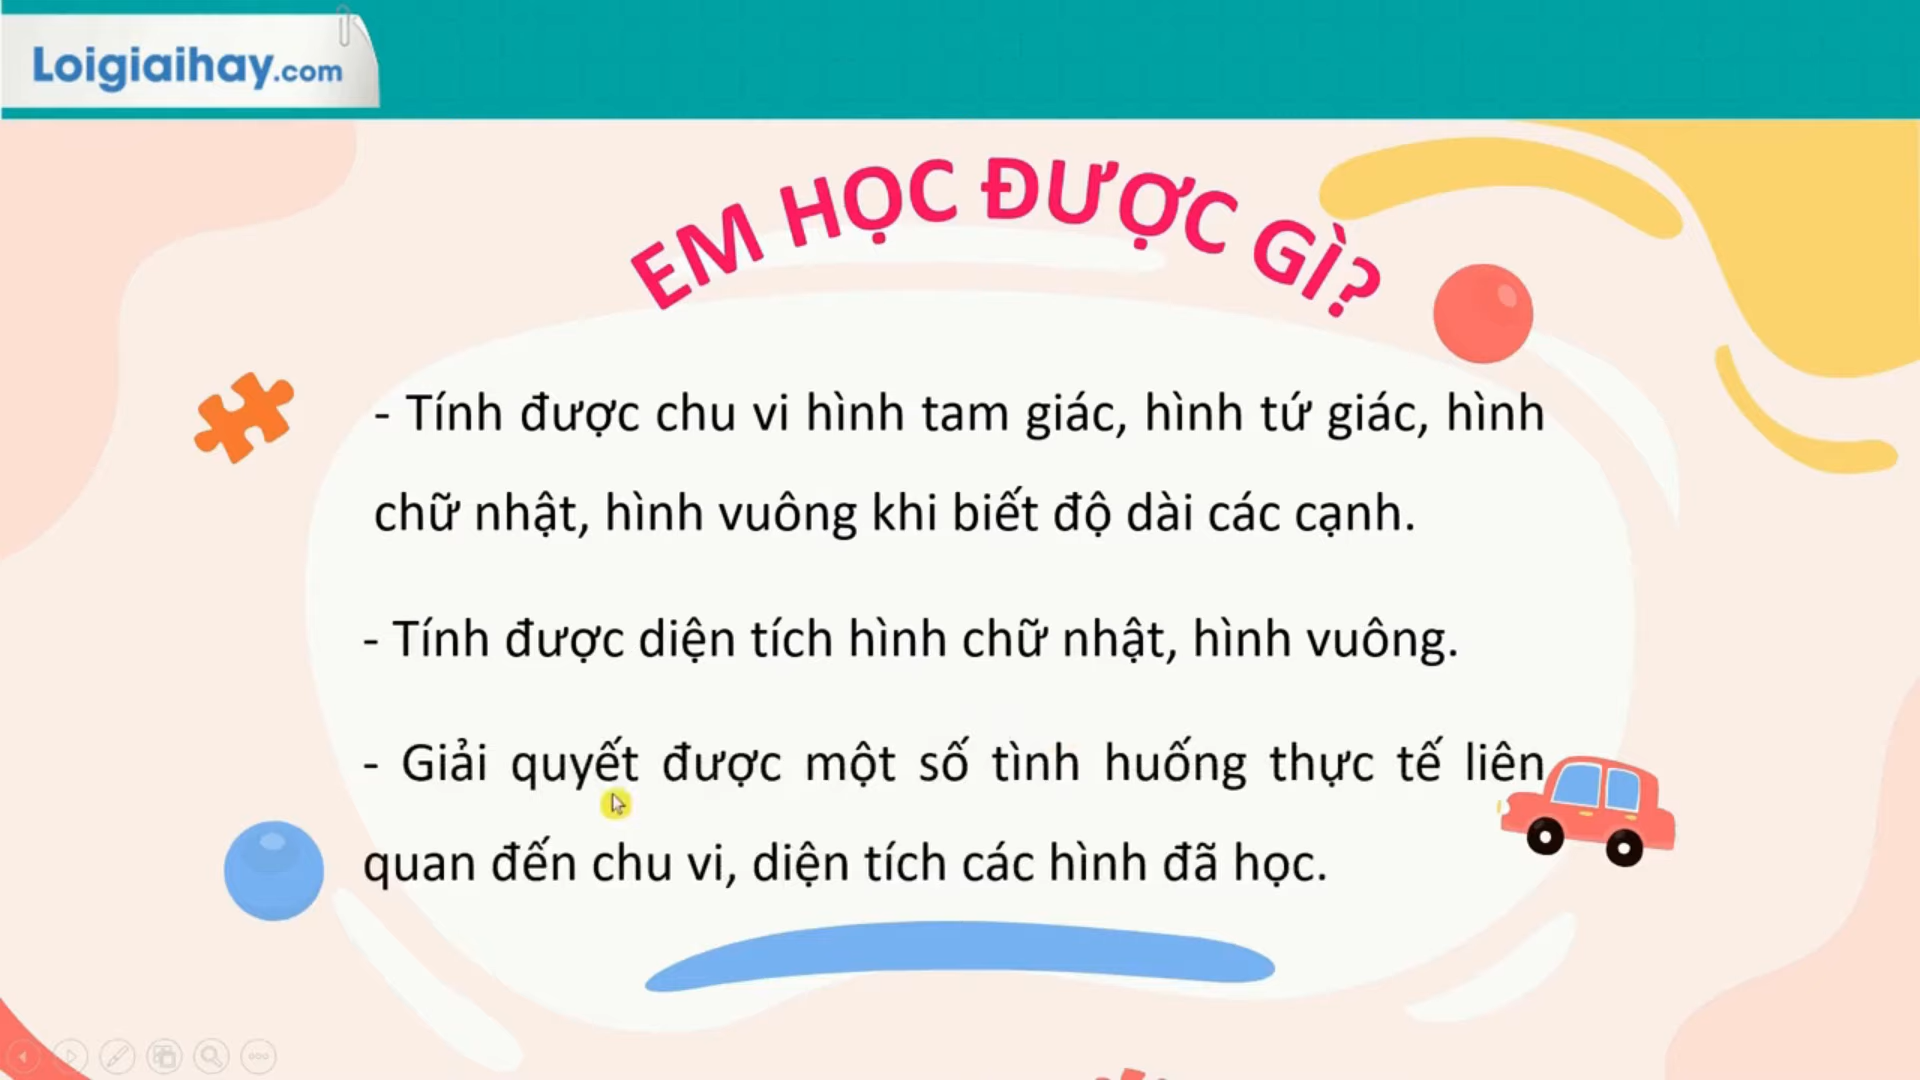 Loigiaihay.com
EM HỌC ĐƯỢC GÌ?
- Tính được chu vi hình tam giác, hình tứ giác, hình
chữ nhật, hình vuông khi biết độ dài các cạnh.
- Tính được diện tích hình chữ nhật, hình vuông.
- Giải quyết được một số tình huống thực tế liên
quan đến chu vi, diện tích các hình đã học.